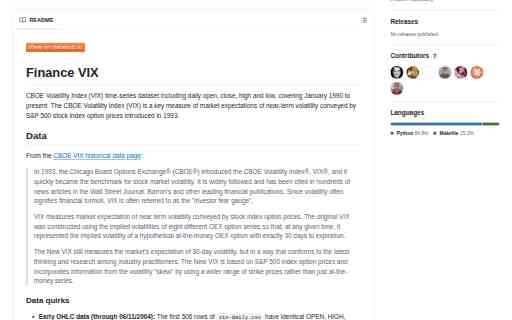 README
Finance VIX
CBOE Volatility Index (VIX) time-series dataset including daily open, close, high and low, covering January 1990 to
present. The CBOE Volatility Index (VIX) is a key measure of market expectations of near-term volatility conveyed by
S&P 500 stock index option prices introduced in 1993.
Data
From the CBOE VIX historical data page:
In 1993, the Chicago Board Options Exchange® (CBOE®) introduced the CBOE Volatility Index®, VIX®, and it
quickly became the benchmark for stock market volatility. It is widely followed and has been cited in hundreds of
news articles in the Wall Street Journal, Barron's and other leading financial publications. Since volatility often
signifies financial turmoil, VIX is often referred to as the "investor fear gauge".
VIX measures market expectation of near term volatility conveyed by stock index option prices. The original VIX
was constructed using the implied volatilities of eight different OEX option series so that, at any given time, it
represented the implied volatility of a hypothetical at-the-money OEX option with exactly 30 days to expiration.
The New VIX still measures the market's expectation of 30-day volatility, but in a way that conforms to the latest
thinking and research among industry practitioners. The New VIX is based on S&P 500 index option prices and
incorporates information from the volatility "skew" by using a wider range of strike prices rather than just at-the-
money series.
Data quirks
Early OHLC data (through 06/11/2004): The first 506 rows of vix-daily.csv have identical OPEN, HIGH,
Releases
No releases published
Contributors 7
Languages
Python
Makefile